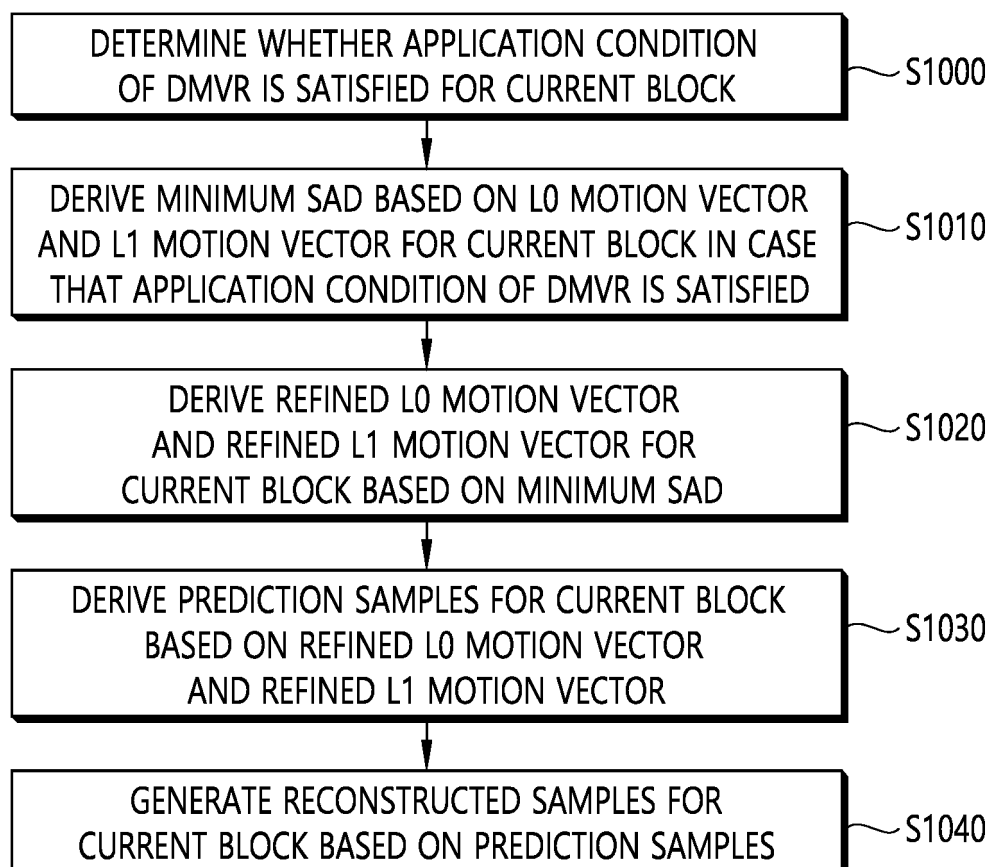 DETERMINE WHETHER APPLICATION CONDITION
OF DMVR IS SATISFIED FOR CURRENT BLOCK
S1000
DERIVE MINIMUM SAD BASED ON L0 MOTION VECTOR
AND L1 MOTION VECTOR FOR CURRENT BLOCK IN CASE
THAT APPLICATION CONDITION OF DMVR IS SATISFIED
S1010
DERIVE REFINED L0 MOTION VECTOR
AND REFINED L1 MOTION VECTOR FOR
CURRENT BLOCK BASED ON MINIMUM SAD
S1020
DERIVE PREDICTION SAMPLES FOR CURRENT BLOCK
BASED ON REFINED L0 MOTION VECTOR
AND REFINED L1 MOTION VECTOR
S1030
GENERATE RECONSTRUCTED SAMPLES FOR
CURRENT BLOCK BASED ON PREDICTION SAMPLES
S1040